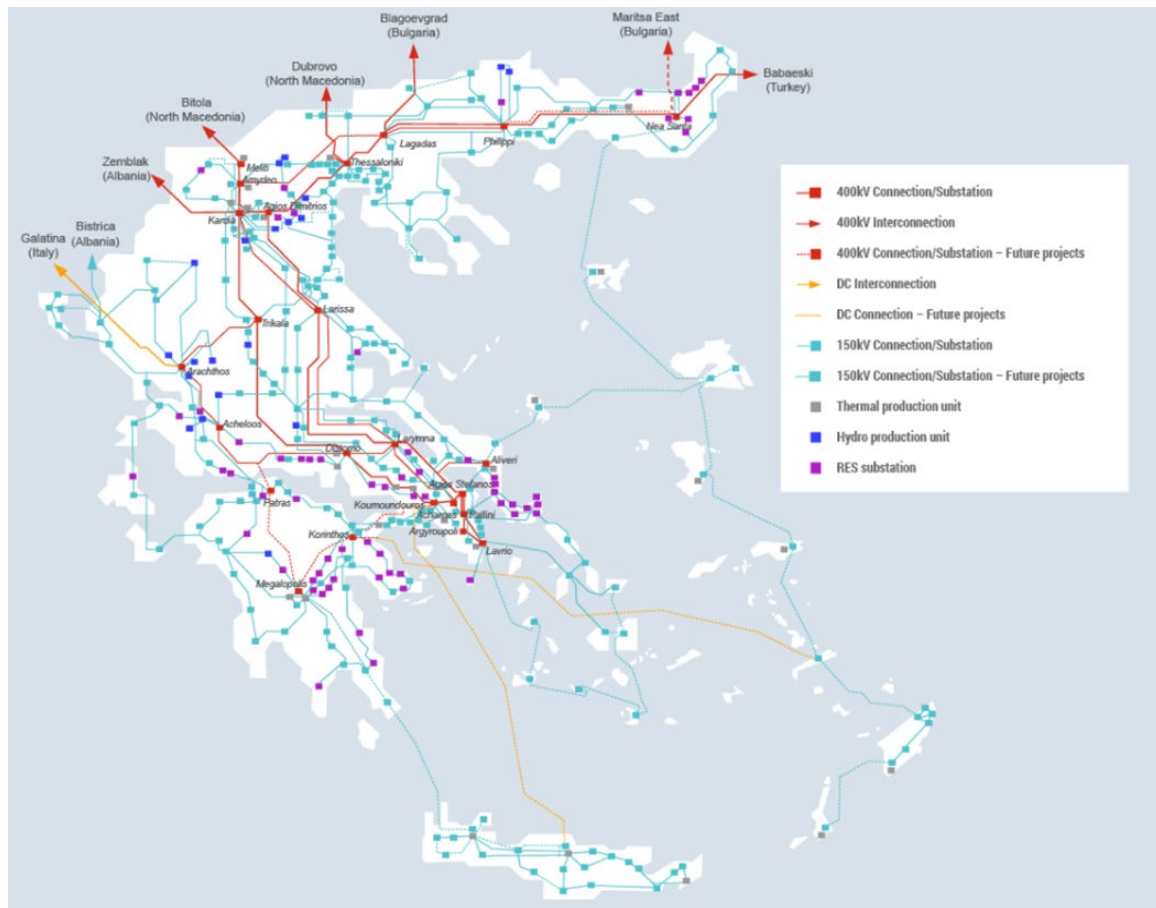 Blagoevgrad
(Bulgaria)
Maritsa East
(Bulgaria)
Dubrovo
(North Macedonia)
Babaeski
(Turkey)
Bitola
(North Macedonia)
Zemblak
(Albania)
Galatina
(Italy)
Bistrica
(Albania)
Nea Santa
Philippi
Lagadas
Thessaloniki
Meliti
Amydeo
Agios Dimitrios
Kardia
Larissa
Trikala
Arachthos
Acheloos
Larymna
Distomo
Aliveri
Agios Stefanos
Patras
Koumoundouros
Acharnes
Pallini
Argyroupoli
Korinthos
Lavrio
Megalopolis
400kV Connection/Substation
400kV Interconnection
400kV Connection/Substation – Future projects
DC Interconnection
DC Connection – Future projects
150kV Connection/Substation
150kV Connection/Substation – Future projects
Thermal production unit
Hydro production unit
RES substation